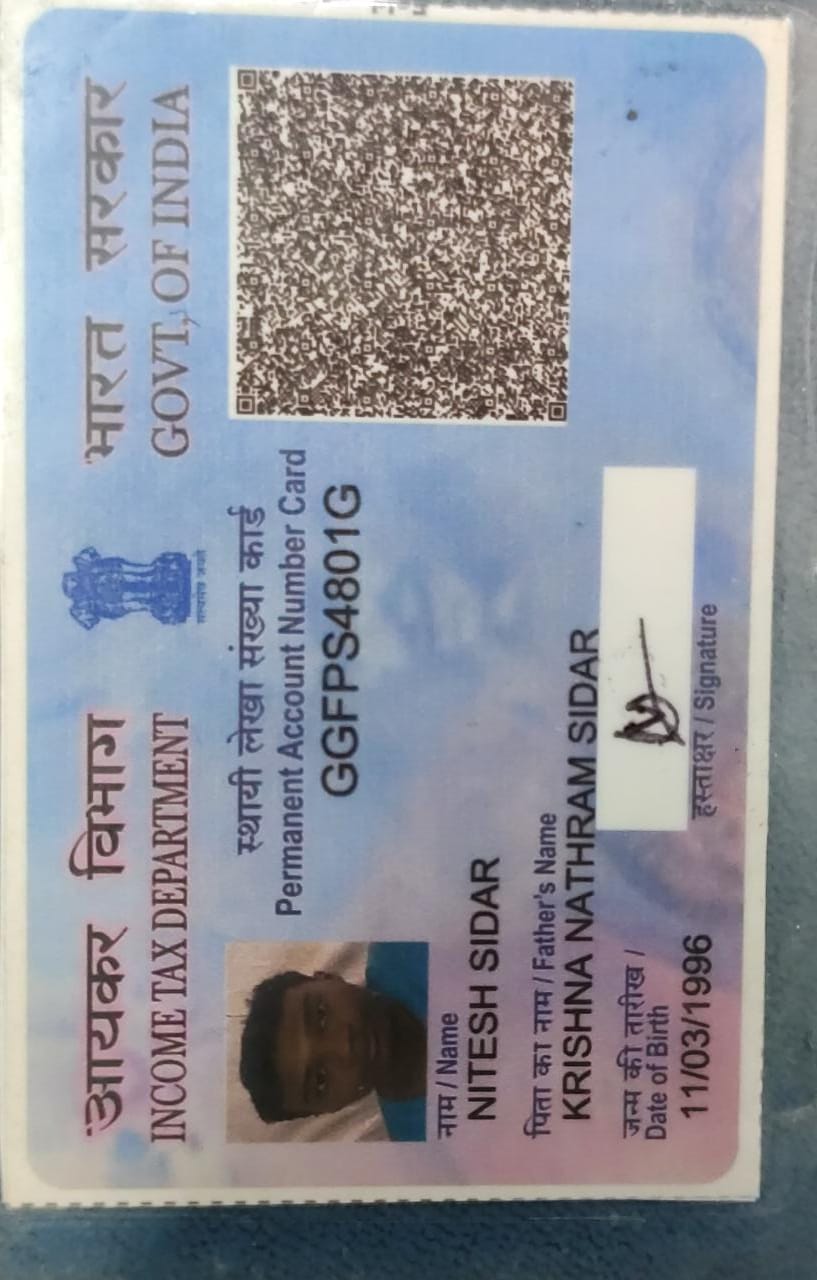 आयकर विभाग
INCOME TAX DEPARTMENT
सत्यमेव जयते
भारत सरकार
GOVT. OF INDIA
स्थायी लेखा संख्या कार्ड
Permanent Account Number Card
GGFPS4801G
नाम / Name
NITESH SIDAR
पिता का नाम / Father's Name
KRISHNA NATHRAM SIDAR
जन्म की तारीख /
Date of Birth
11/03/1996
हस्ताक्षर / Signature